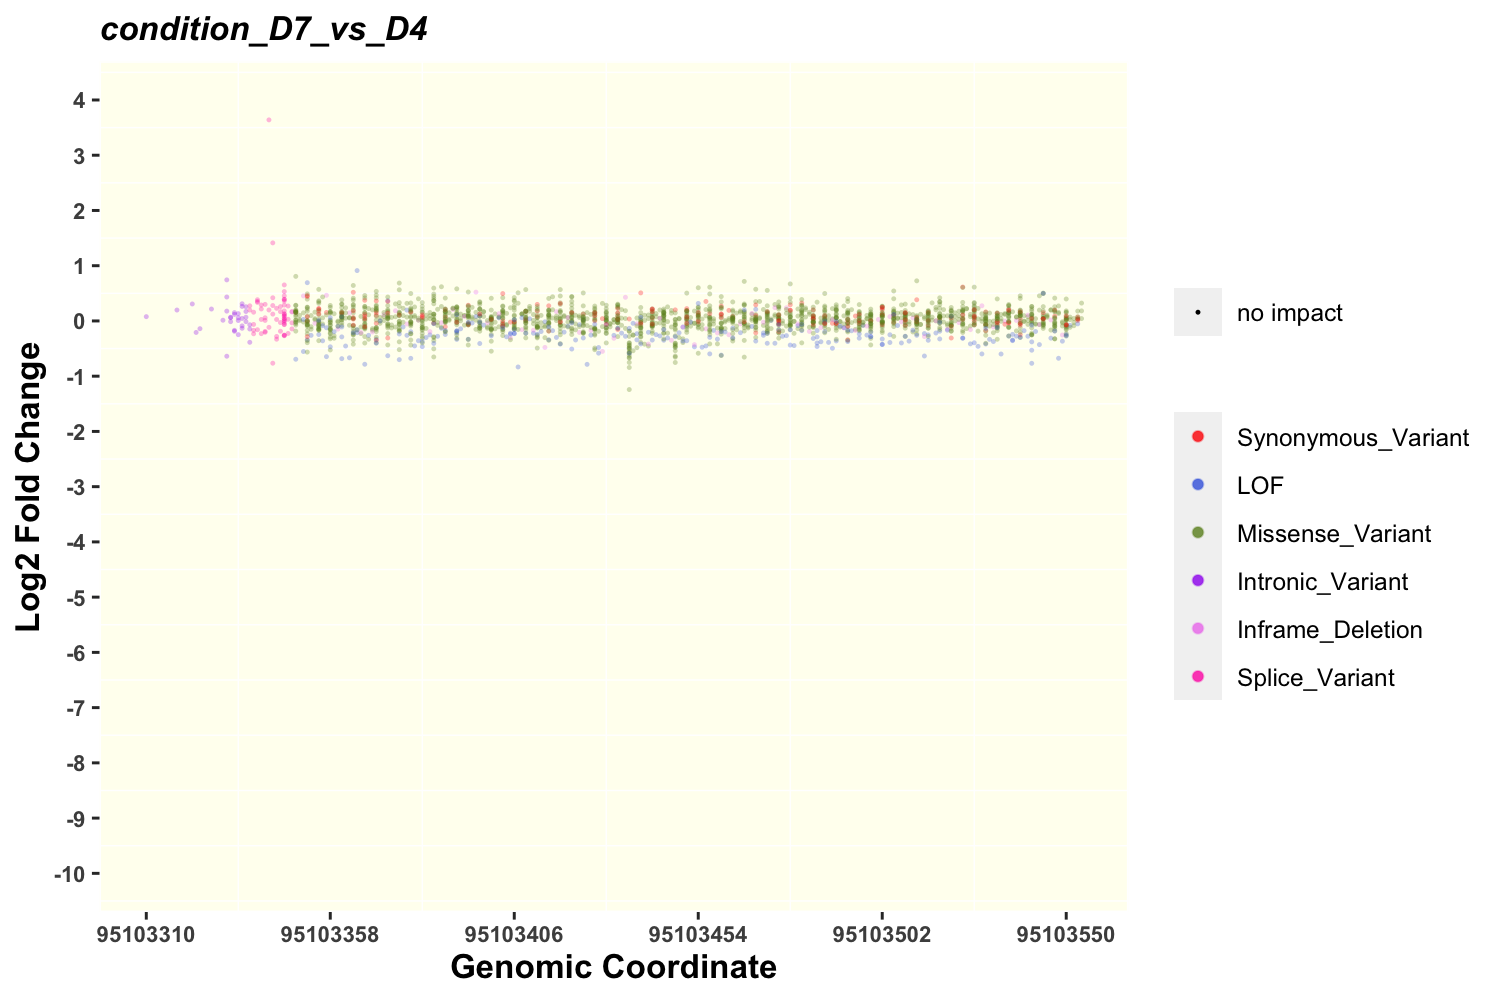 condition_D7_vs_D4
4
3
2
1
0
-1
-2
-3
-4
-5
-6
-7
-8
-9
-10
Log2 Fold Change
95103310
95103358
95103406
95103454
95103502
95103550
Genomic Coordinate
no impact
Synonymous_Variant
LOF
Missense_Variant
Intronic_Variant
Inframe_Deletion
Splice_Variant